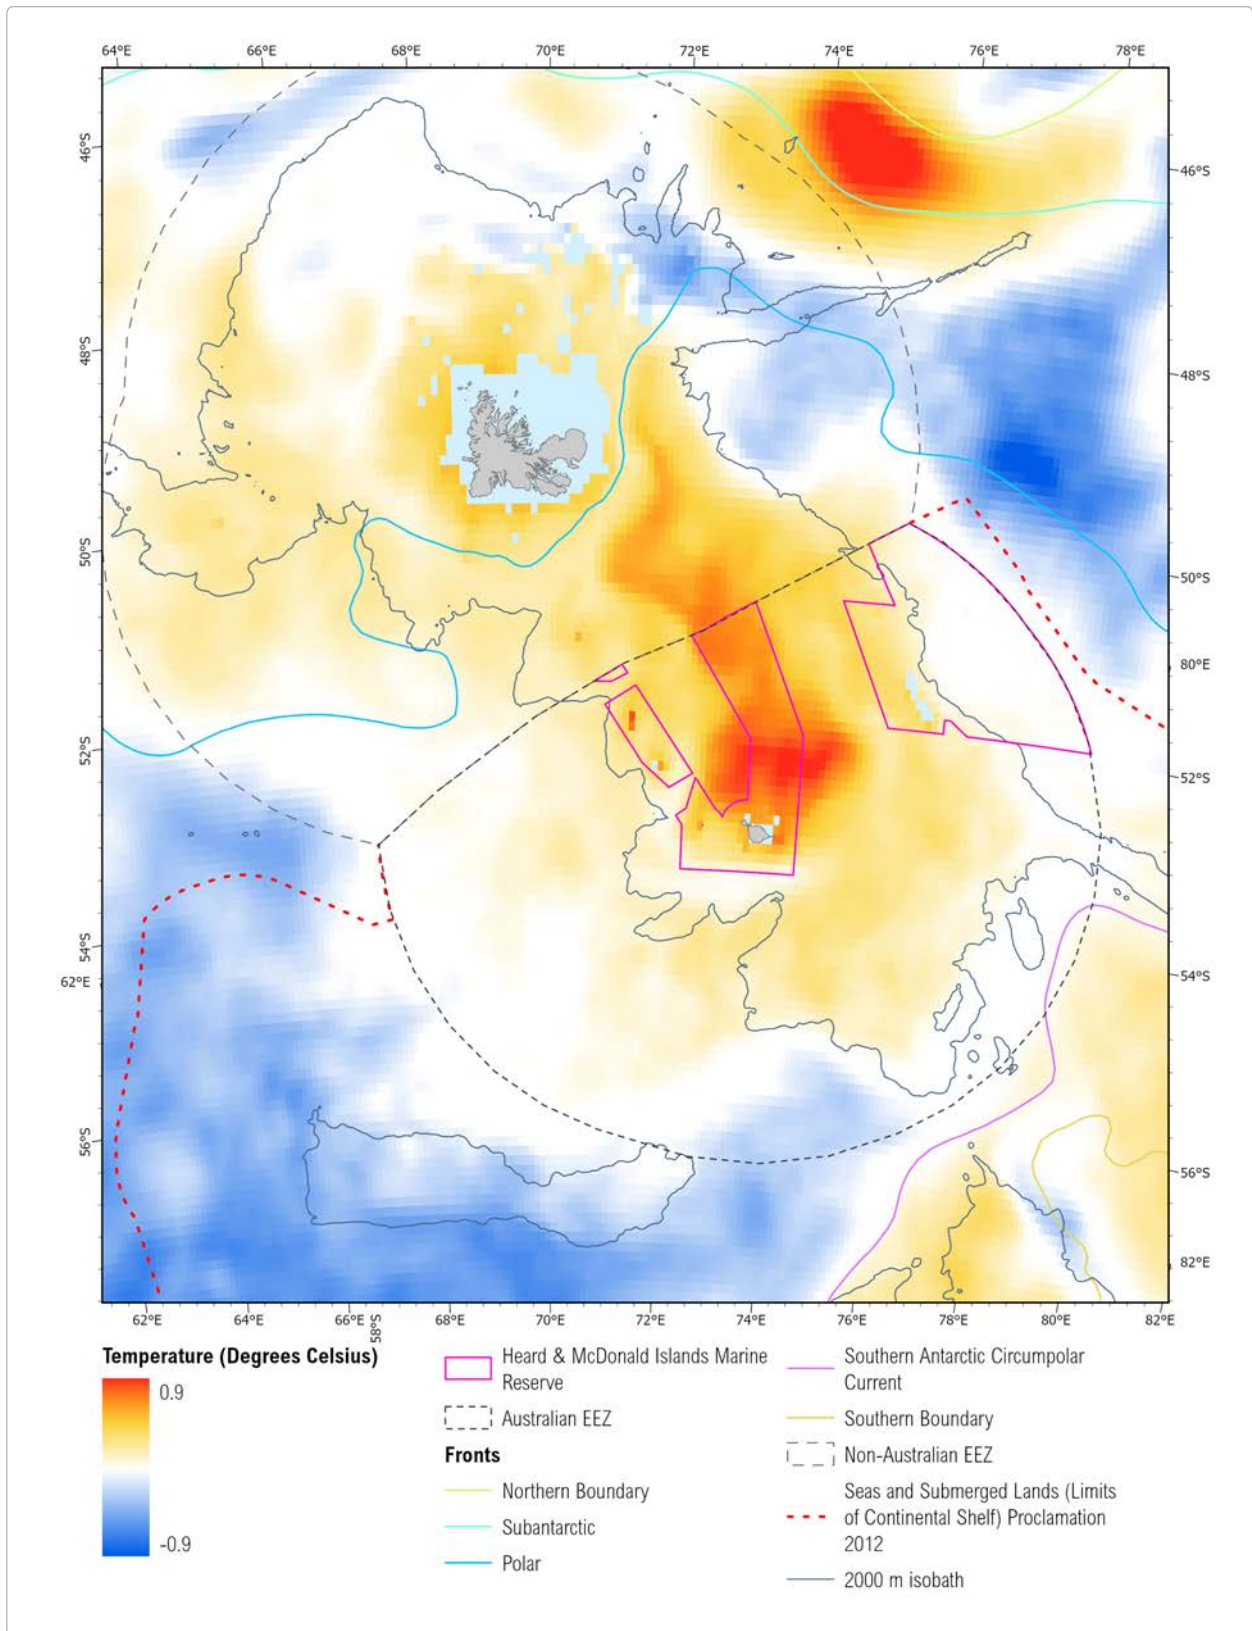 64°E 66°E 68°E 70°E 72°E 74°E 76°E 78°E
46°S
46°S
48°S
48°S
50°S
50°S
80°E
52°S
52°S
54°S
54°S
62°E
56°S
56°S
82°E
62°E 64°E 66°E 68°E 70°E 72°E 74°E 76°E 78°E 80°E 82°E
58°S
Temperature (Degrees Celsius)
0.9
-0.9
Heard & McDonald Islands Marine
Reserve
Australian EEZ
Fronts
Northern Boundary
Subantarctic
Polar
Southern Antarctic Circumpolar
Current
Southern Boundary
Non-Australian EEZ
Seas and Submerged Lands (Limits
of Continental Shelf) Proclamation
2012
2000 m isobath